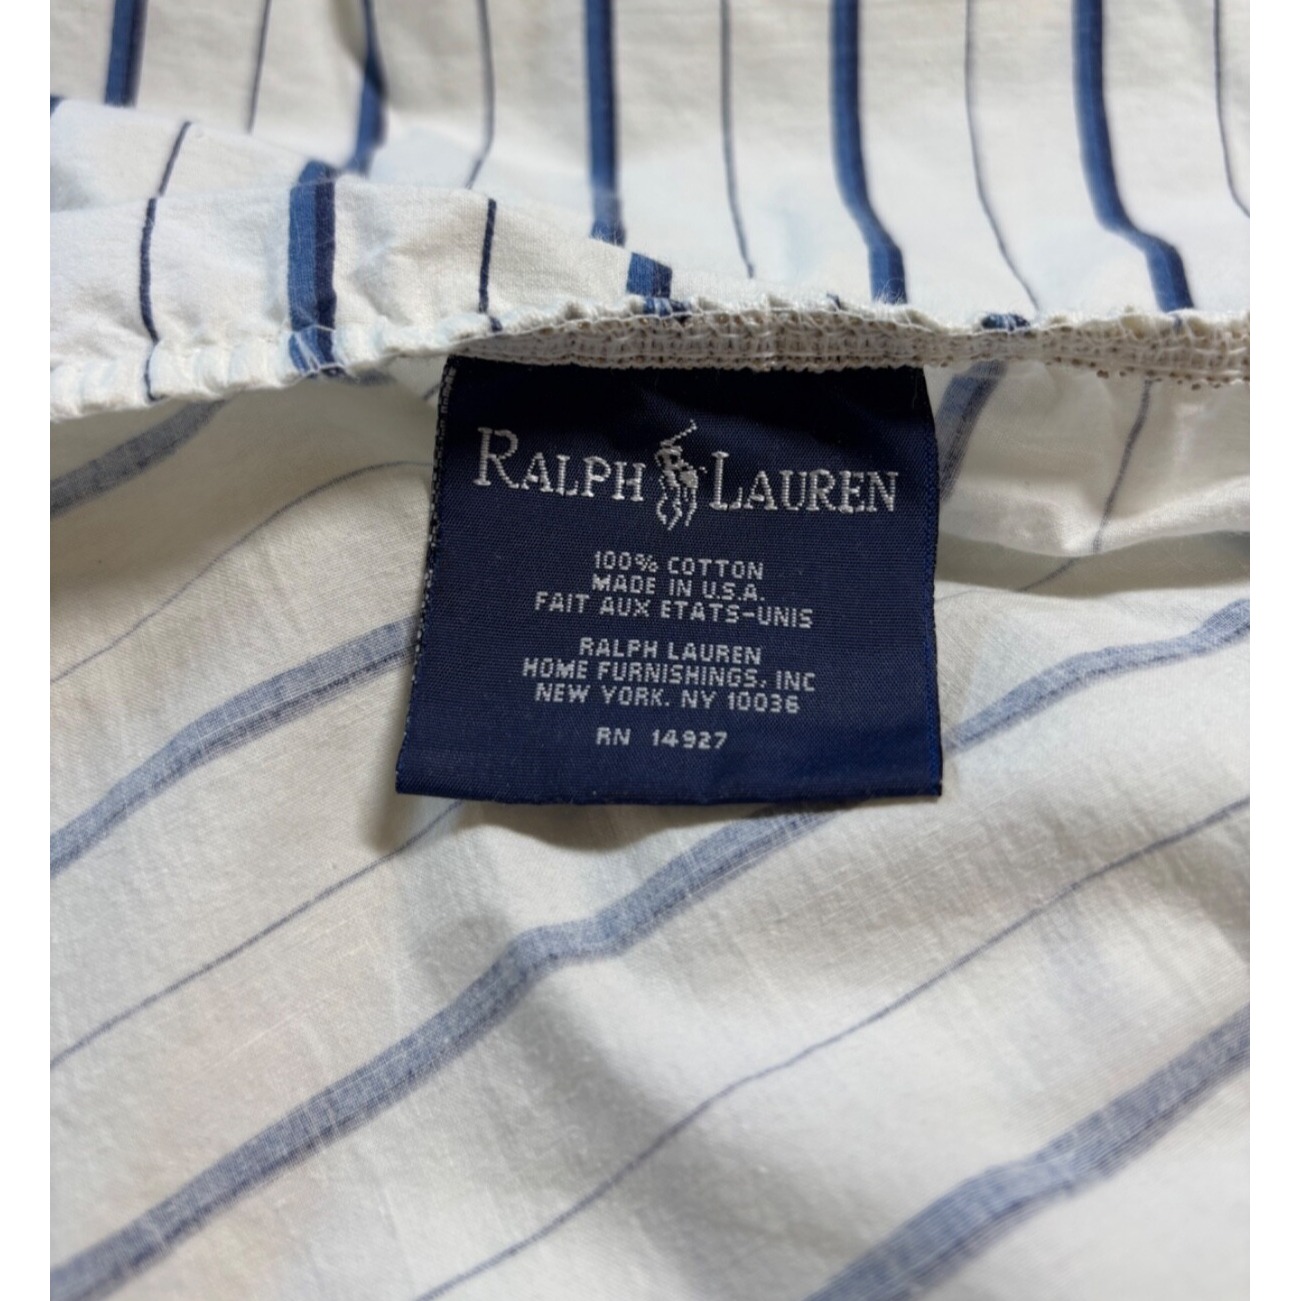 RALPH LAUREN
100% COTTON
MADE IN U.S.A.
FAIT AUX ETATS-UNIS
RALPH LAUREN
HOME FURNISHINGS, INC
NEW YORK, NY 10036
RN 14927